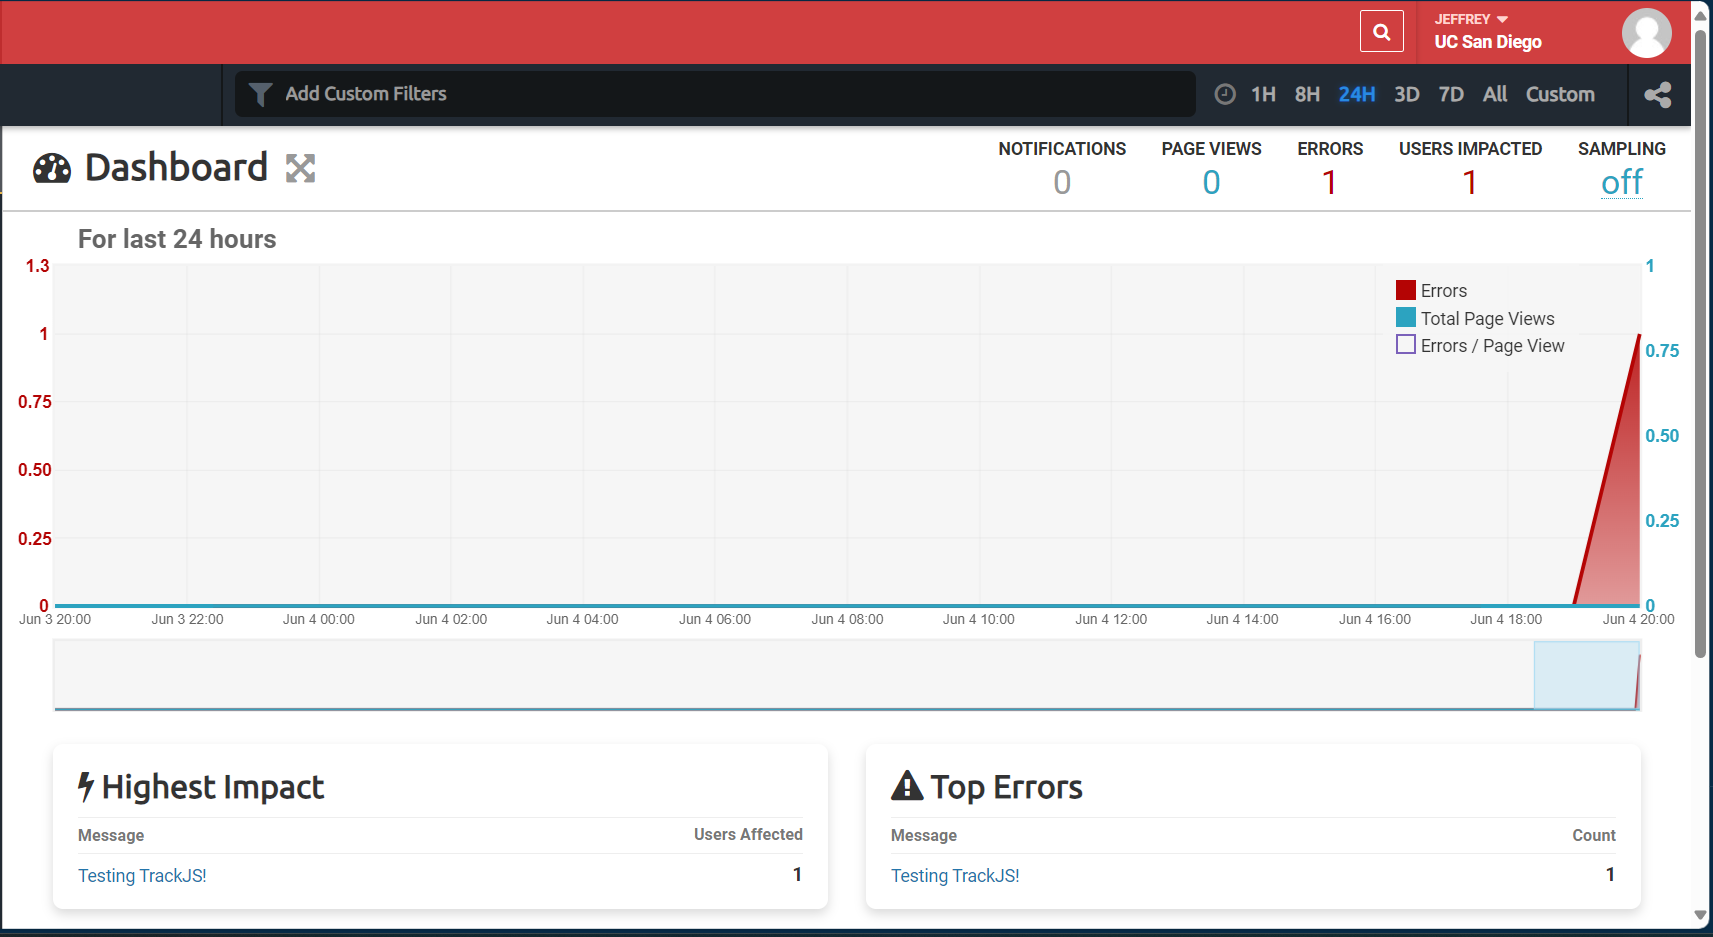 JEFFREY
UC San Diego
Add Custom Filters
1H 8H 24H 3D 7D All Custom
Dashboard
NOTIFICATIONS PAGE VIEWS ERRORS USERS IMPACTED SAMPLING
0 0 1 1 off
For last 24 hours
1.3
1
0.75
0.50
0.25
0
1
0.75
0.50
0.25
0
Errors
Total Page Views
Errors / Page View
Jun 3 20:00 Jun 3 22:00 Jun 4 00:00 Jun 4 02:00 Jun 4 04:00 Jun 4 06:00 Jun 4 08:00 Jun 4 10:00 Jun 4 12:00 Jun 4 14:00 Jun 4 16:00 Jun 4 18:00 Jun 4 20:00
Highest Impact
Message Users Affected
Testing TrackJS! 1
Top Errors
Message Count
Testing TrackJS! 1